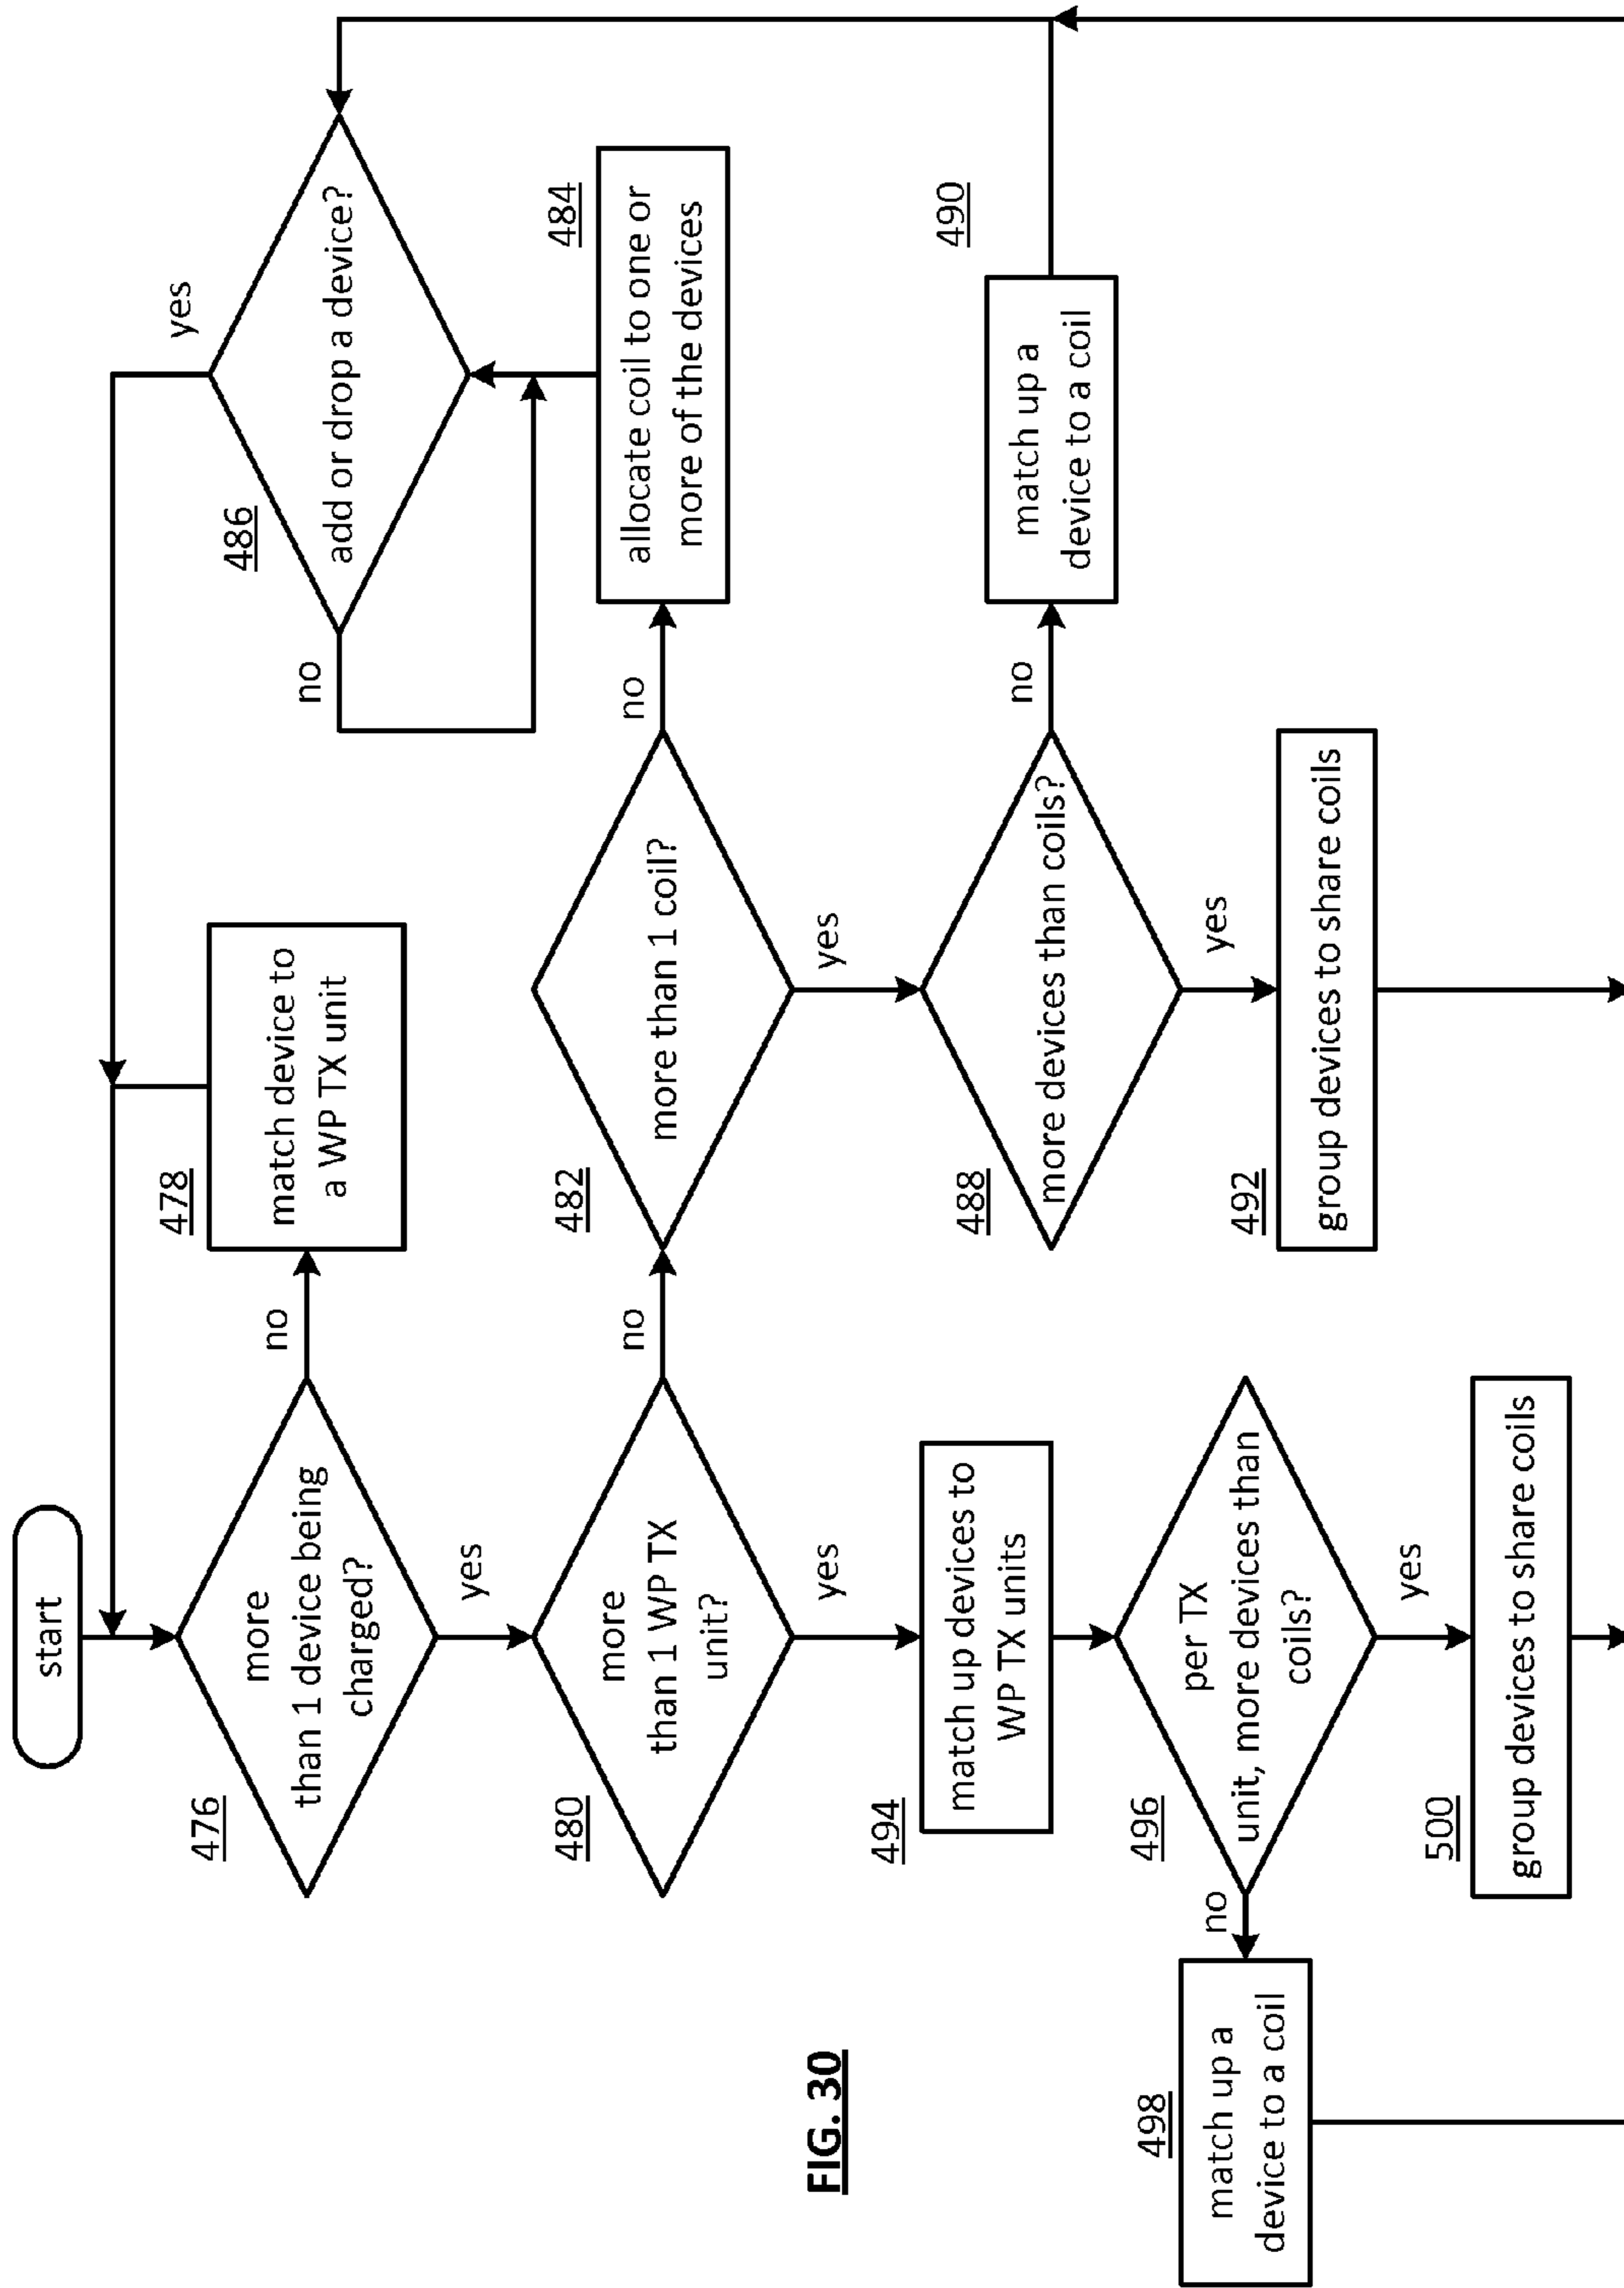 start
476
more
than 1 device being
charged?
no
478
match device to
a WP TX unit
yes
486
add or drop a device?
yes
no
480
more
than 1 WP TX
unit?
no
482
more than 1 coil?
no
484
allocate coil to one or
more of the devices
yes
yes
494
match up devices to
WP TX units
488
more devices than coils?
no
490
match up a
device to a coil
yes
492
group devices to share coils
496
per TX
unit, more devices than
coils?
no
498
match up a
device to a coil
yes
500
group devices to share coils
FIG. 30